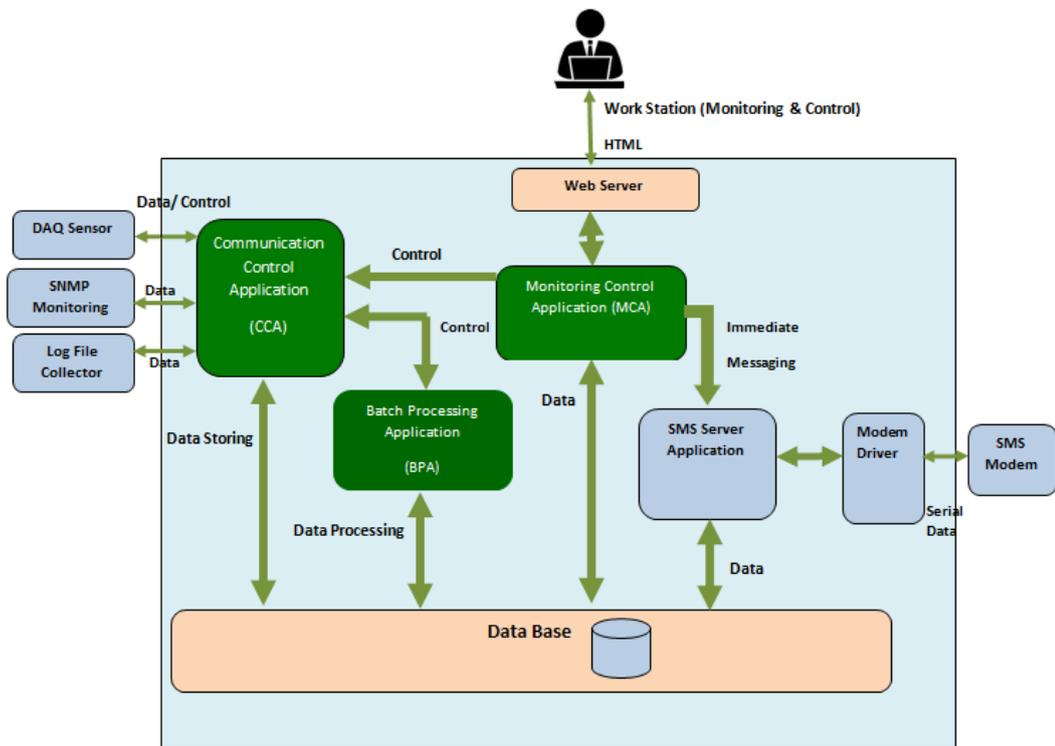 Work Station (Monitoring & Control)
HTML
Web Server
Data/ Control
DAQ Sensor
SNMP
Monitoring
Data
Log File
Collector
Data
Communication
Control
Application
(CCA)
Control
Monitoring Control
Application (MCA)
Control
Immediate
Messaging
Batch Processing
Application
(BPA)
Data
SMS Server
Application
Modem
Driver
SMS
Modem
Serial
Data
Data Storing
Data Processing
Data
Data Base